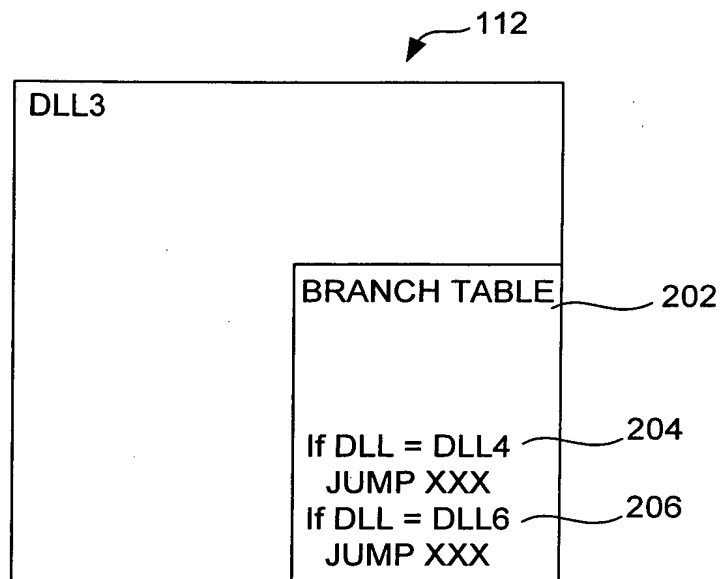 112
DLL3
BRANCH TABLE
202
If DLL = DLL4
204
JUMP XXX
If DLL = DLL6
206
JUMP XXX